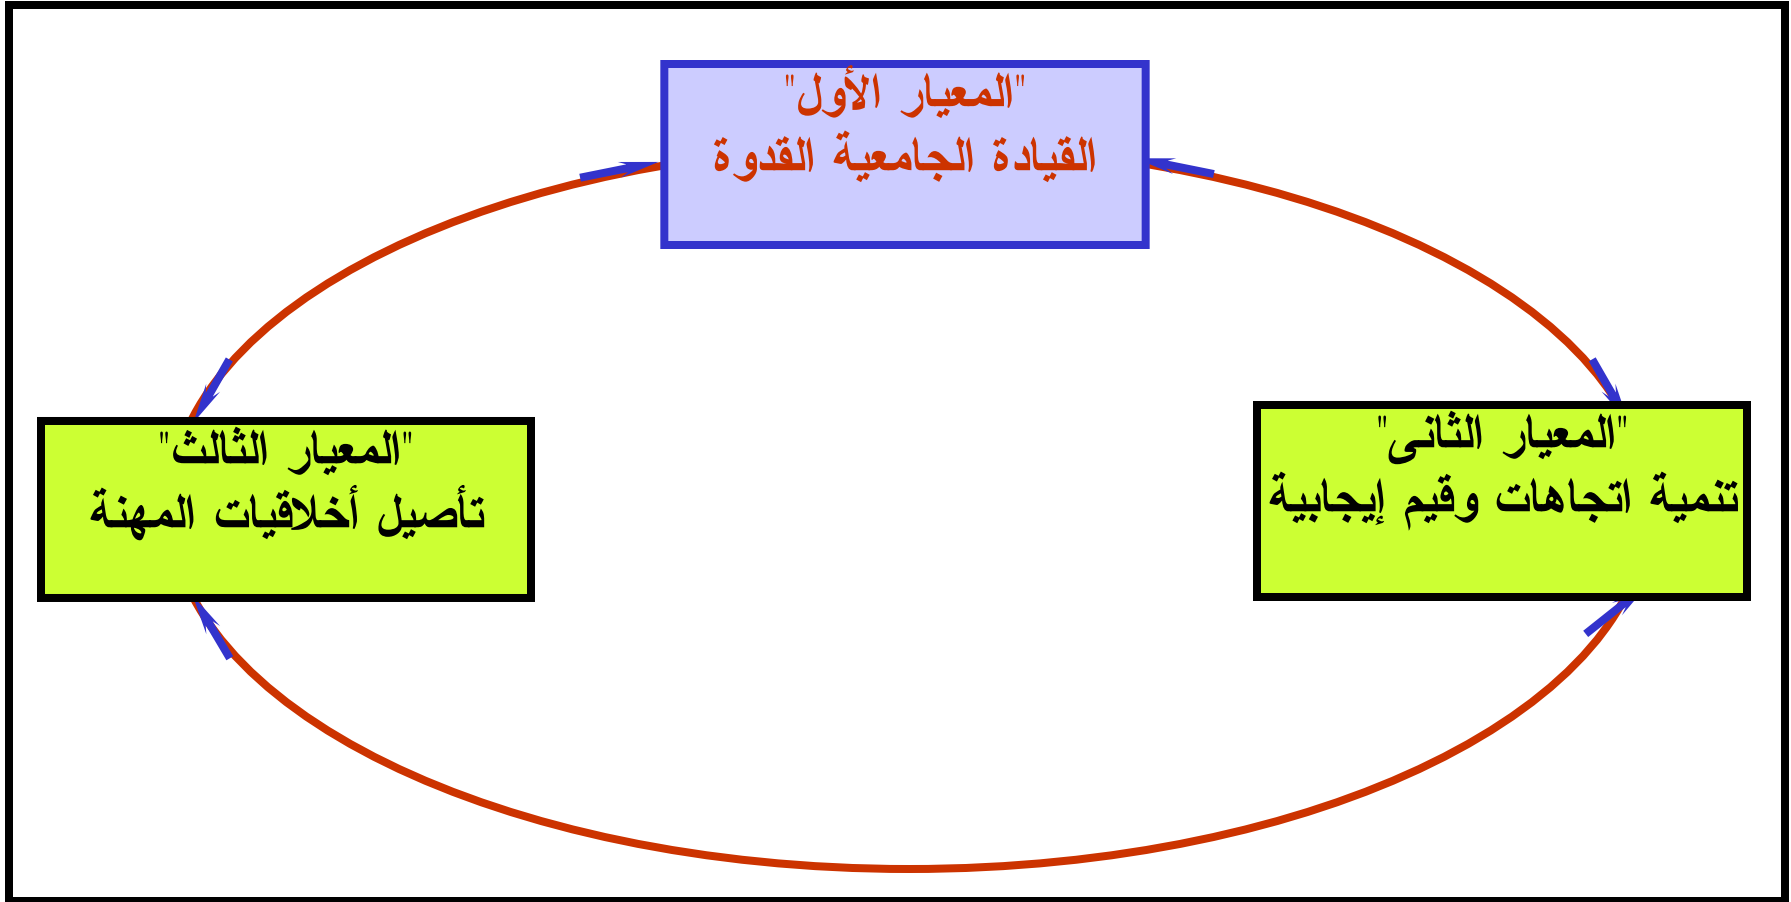 "المعيار الأول"
القيادة الجامعية القدوة
"المعيار الثانى"
تنمية اتجاهات وقيم إيجابية
"المعيار الثالث"
تأصيل أخلاقيات المهنة